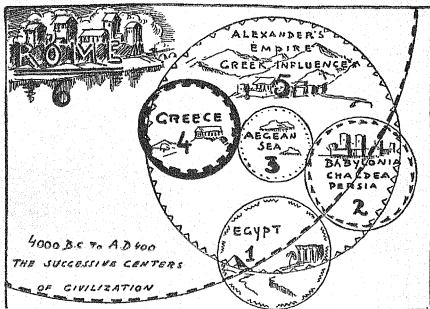 ROME
6
ALEXANDER'S
EMPIRE
GREEK INFLUENCES
5
GREECE
4
AEGEAN
SEA
3
BABYLONIA
CHALDEA
PERSIA
2
EGYPT
1
4000 B.C TO A.D 400
THE SUCCESSIVE CENTERS
OF CIVILIZATION